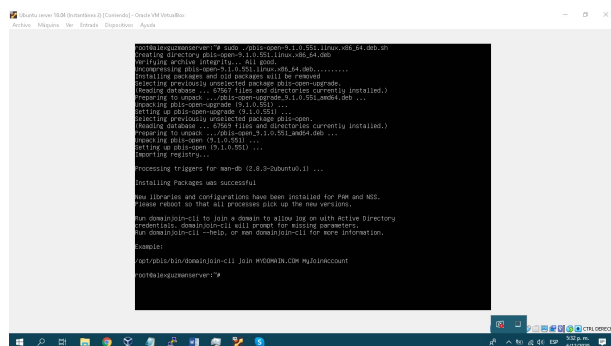 Ubuntu server 18.04 (Instantánea 3) [Corriendo] - Oracle VM VirtualBox
Archivo Máquina Ver Entrada Dispositivos Ayuda
root@alexguzmanserver:~# sudo ./pbis-open-9.1.0.551.linux.x86_64.deb.sh
Creating directory pbis-open-9.1.0.551.linux.x86_64.deb
Verifying archive integrity... All good.
Uncompressing pbis-open-9.1.0.551.linux.x86_64.deb..........
Installing packages and old packages will be removed
Selecting previously unselected package pbis-open-upgrade.
(Reading database ... 67567 files and directories currently installed.)
Preparing to unpack .../pbis-open-upgrade_9.1.0.551_amd64.deb ...
Unpacking pbis-open-upgrade (9.1.0.551) ...
Setting up pbis-open-upgrade (9.1.0.551) ...
Selecting previously unselected package pbis-open.
(Reading database ... 67569 files and directories currently installed.)
Preparing to unpack .../pbis-open_9.1.0.551_amd64.deb ...
Unpacking pbis-open (9.1.0.551) ...
Setting up pbis-open (9.1.0.551) ...
Importing registry...
Processing triggers for man-db (2.8.3-2ubuntu0.1) ...
Installing Packages was successful
New libraries and configurations have been installed for PAM and NSS.
Please reboot so that all processes pick up the new versions.
Run domainjoin-cli to join a domain to allow log on with Active Directory
credentials. domainjoin-cli will prompt for missing parameters.
Run domainjoin-cli --help, or man domainjoin-cli for more information.
Example:
/opt/pbis/bin/domainjoin-cli join MYDOMAIN.COM MyJoinAccount
root@alexguzmanserver:~#
CTRL DERECHO
ESP
5:32 p. m.